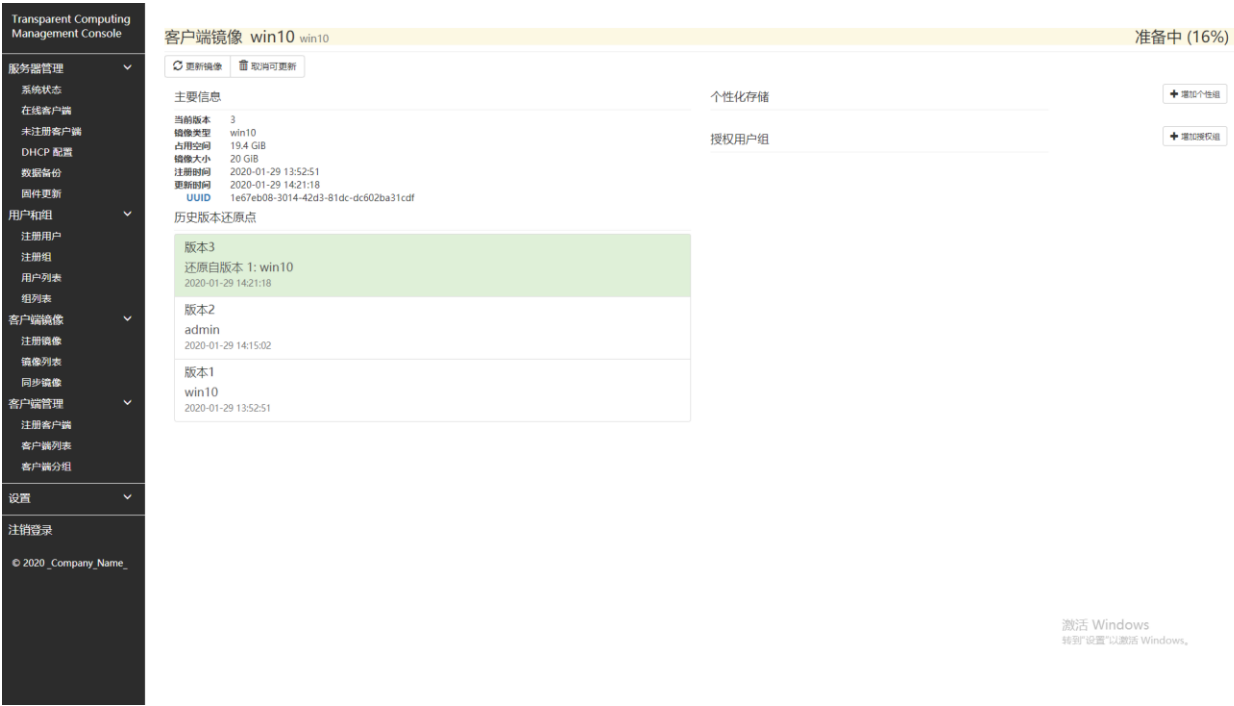 Transparent Computing
Management Console
服务器管理
系统状态
在线客户端
未注册客户端
DHCP 配置
数据备份
固件更新
用户和组
注册用户
注册组
用户列表
组列表
客户端镜像
注册镜像
镜像列表
同步镜像
客户端管理
注册客户端
客户端列表
客户端分组
设置
注销登录
© 2020 _Company_Name_
客户端镜像 win10 win10
准备中 (16%)
更新镜像 取消可更新
主要信息
当前版本 3
镜像类型 win10
占用空间 19.4 GiB
镜像大小 20 GiB
注册时间 2020-01-29 13:52:51
更新时间 2020-01-29 14:21:18
UUID 1e67eb08-3014-42d3-81dc-dc602ba31cdf
历史版本还原点
版本3
还原自版本 1: win10
2020-01-29 14:21:18
版本2
admin
2020-01-29 14:15:02
版本1
win10
2020-01-29 13:52:51
个性化存储
增加个性组
授权用户组
增加授权组
激活 Windows
转到"设置"以激活 Windows。